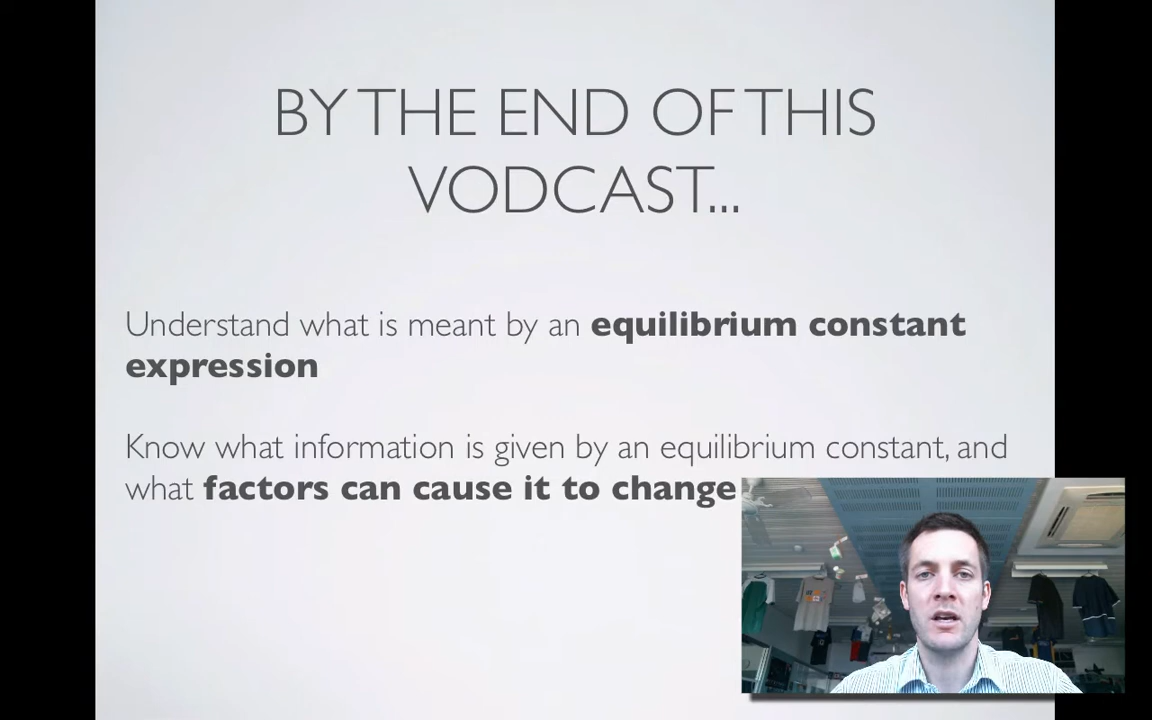 BY THE END OF THIS
VODCAST...
Understand what is meant by an equilibrium constant
expression
Know what information is given by an equilibrium constant, and
what factors can cause it to change